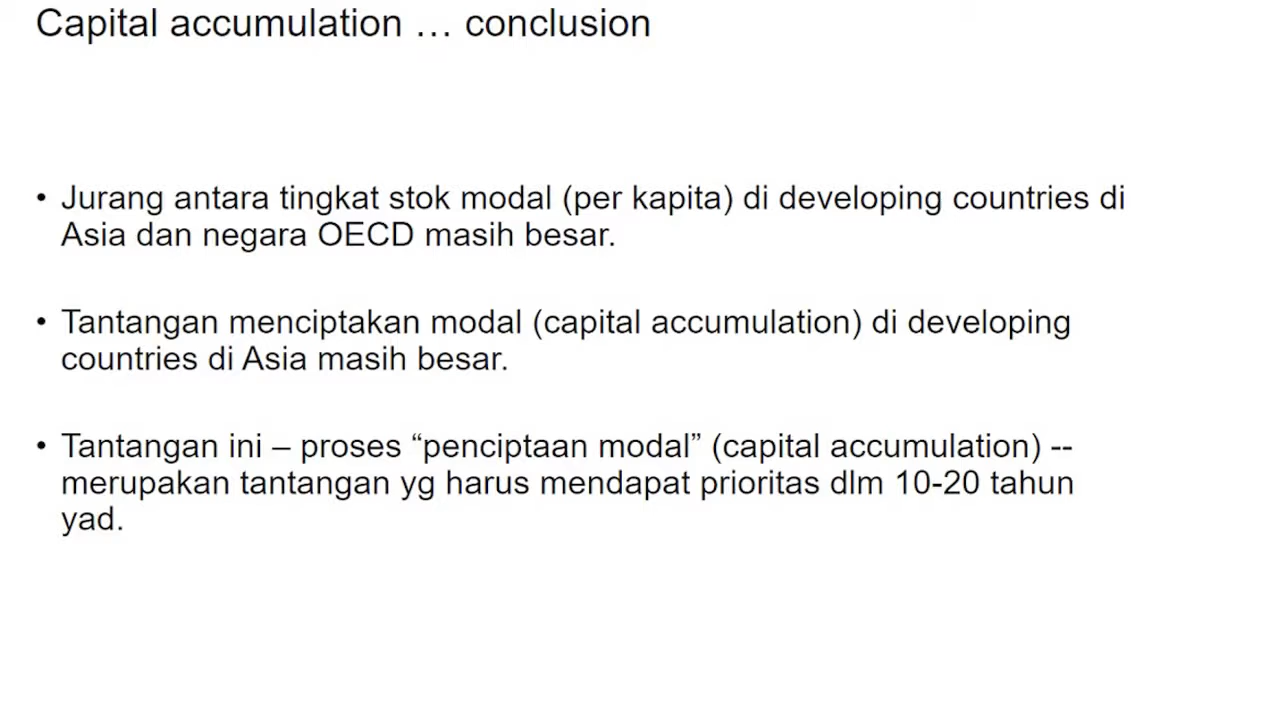 Capital accumulation … conclusion
• Jurang antara tingkat stok modal (per kapita) di developing countries di
Asia dan negara OECD masih besar.
• Tantangan menciptakan modal (capital accumulation) di developing
countries di Asia masih besar.
• Tantangan ini – proses “penciptaan modal” (capital accumulation) --
merupakan tantangan yg harus mendapat prioritas dlm 10-20 tahun
yad.